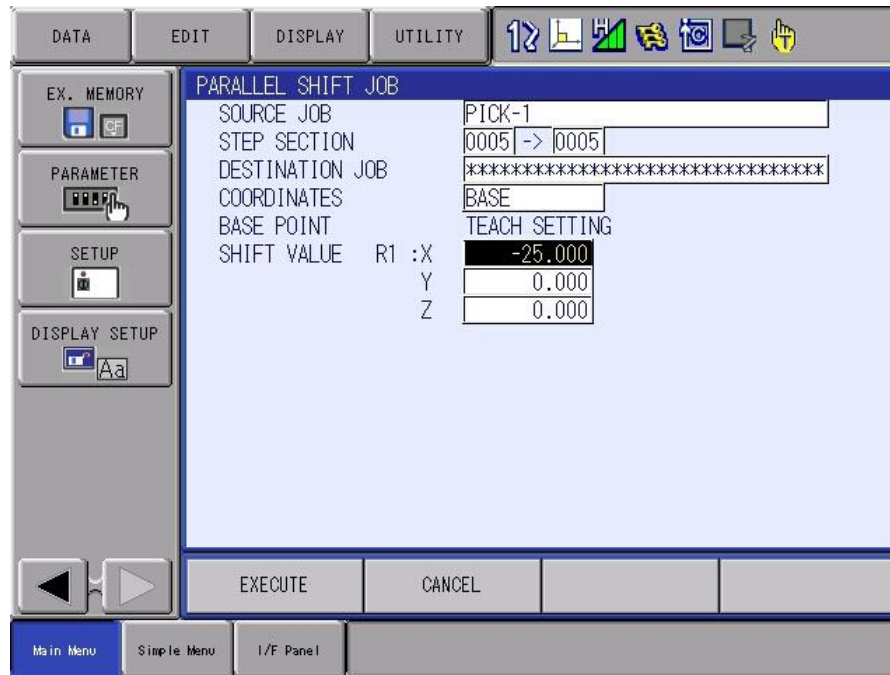 DATA
EDIT
DISPLAY
UTILITY
EX. MEMORY
CF
PARAMETER
SETUP
DISPLAY SETUP
Aa
PARALLEL SHIFT JOB
SOURCE JOB PICK-1
STEP SECTION 0005 -> 0005
DESTINATION JOB ********************************
COORDINATES BASE
BASE POINT TEACH SETTING
SHIFT VALUE R1 :X -25.000
Y 0.000
Z 0.000
EXECUTE
CANCEL
Main Menu
Simple Menu
I/F Panel